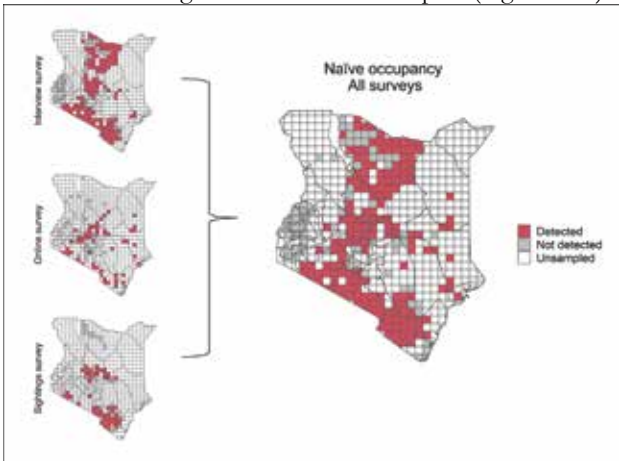 Interview survey
Online survey
Sightings survey
Naïve occupancy
All surveys
Detected
Not detected
Unsampled